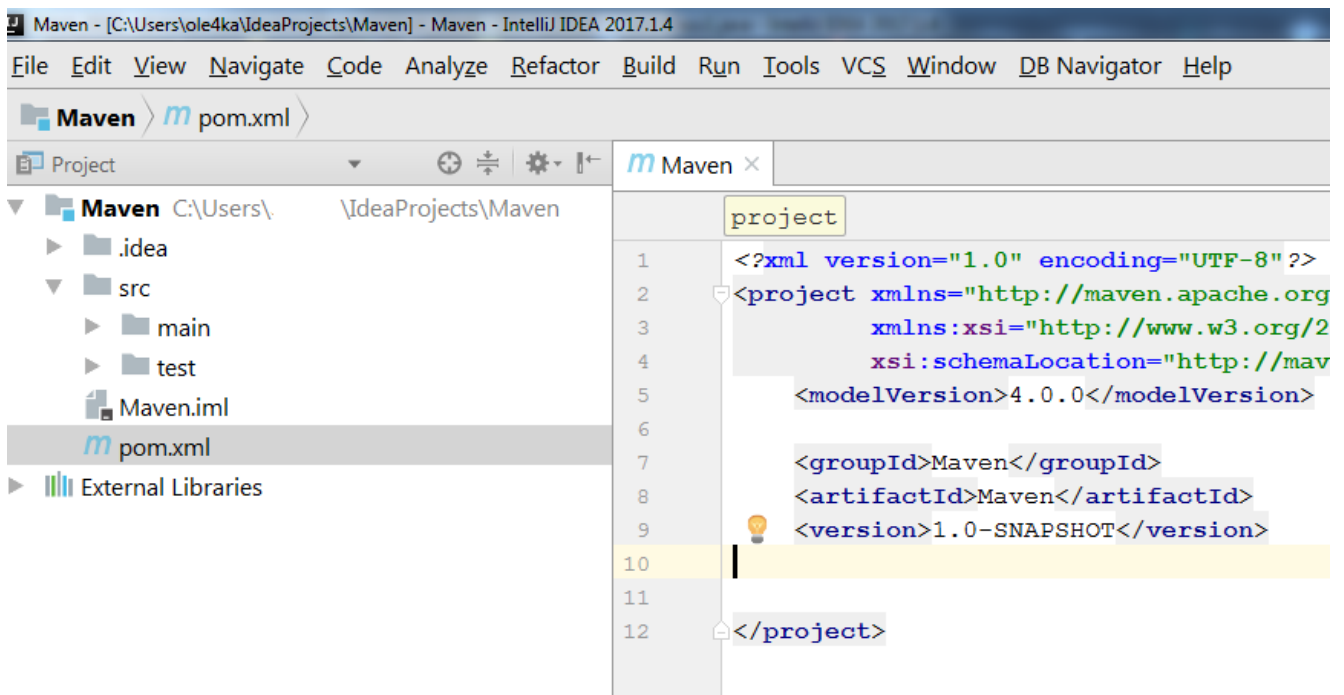 Maven - [C:\Users\ole4ka\IdeaProjects\Maven] - Maven - IntelliJ IDEA 2017.1.4
File Edit View Navigate Code Analyze Refactor Build Run Tools VCS Window DB Navigator Help
Maven m pom.xml
Project
m Maven
Maven C:\Users\. \IdeaProjects\Maven
.idea
src
main
test
Maven.iml
m pom.xml
External Libraries
project
1 <?xml version="1.0" encoding="UTF-8"?>
2 <project xmlns="http://maven.apache.org
3 xmlns:xsi="http://www.w3.org/2
4 xsi:schemaLocation="http://mav
5 <modelVersion>4.0.0</modelVersion>
6
7 <groupId>Maven</groupId>
8 <artifactId>Maven</artifactId>
9 <version>1.0-SNAPSHOT</version>
10
11
12 </project>